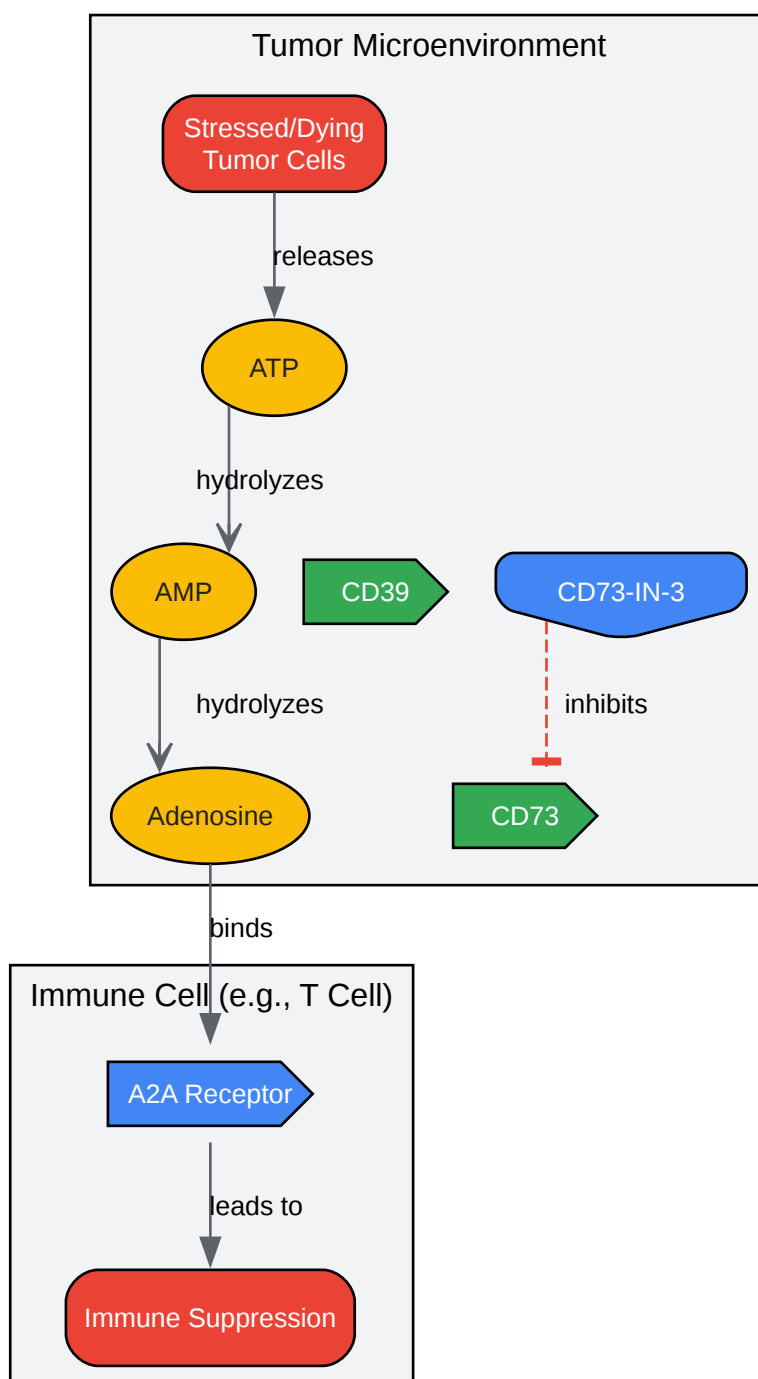 Tumor Microenvironment
Stressed/Dying
Tumor Cells
releases
ATP
hydrolyzes
AMP
CD39
CD73-IN-3
hydrolyzes
inhibits
Adenosine
CD73
binds
Immune Cell (e.g., T Cell)
A2A Receptor
leads to
Immune Suppression